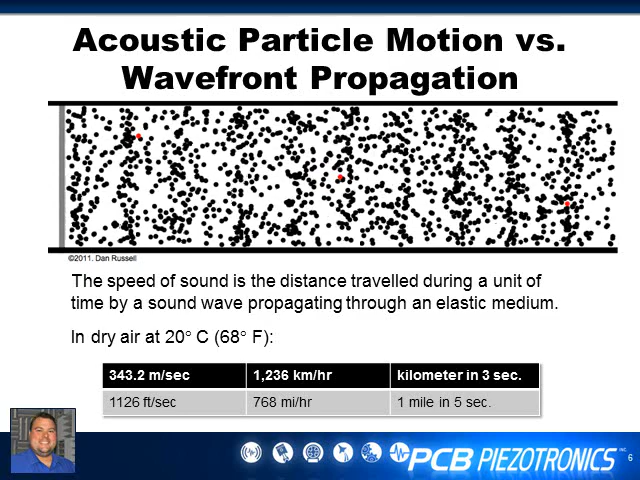 Acoustic Particle Motion vs.
Wavefront Propagation
©2011. Dan Russell
The speed of sound is the distance travelled during a unit of
time by a sound wave propagating through an elastic medium.
In dry air at 20° C (68° F):
343.2 m/sec 1,236 km/hr kilometer in 3 sec.
1126 ft/sec 768 mi/hr 1 mile in 5 sec.
PCB PIEZOTRONICS INC
6